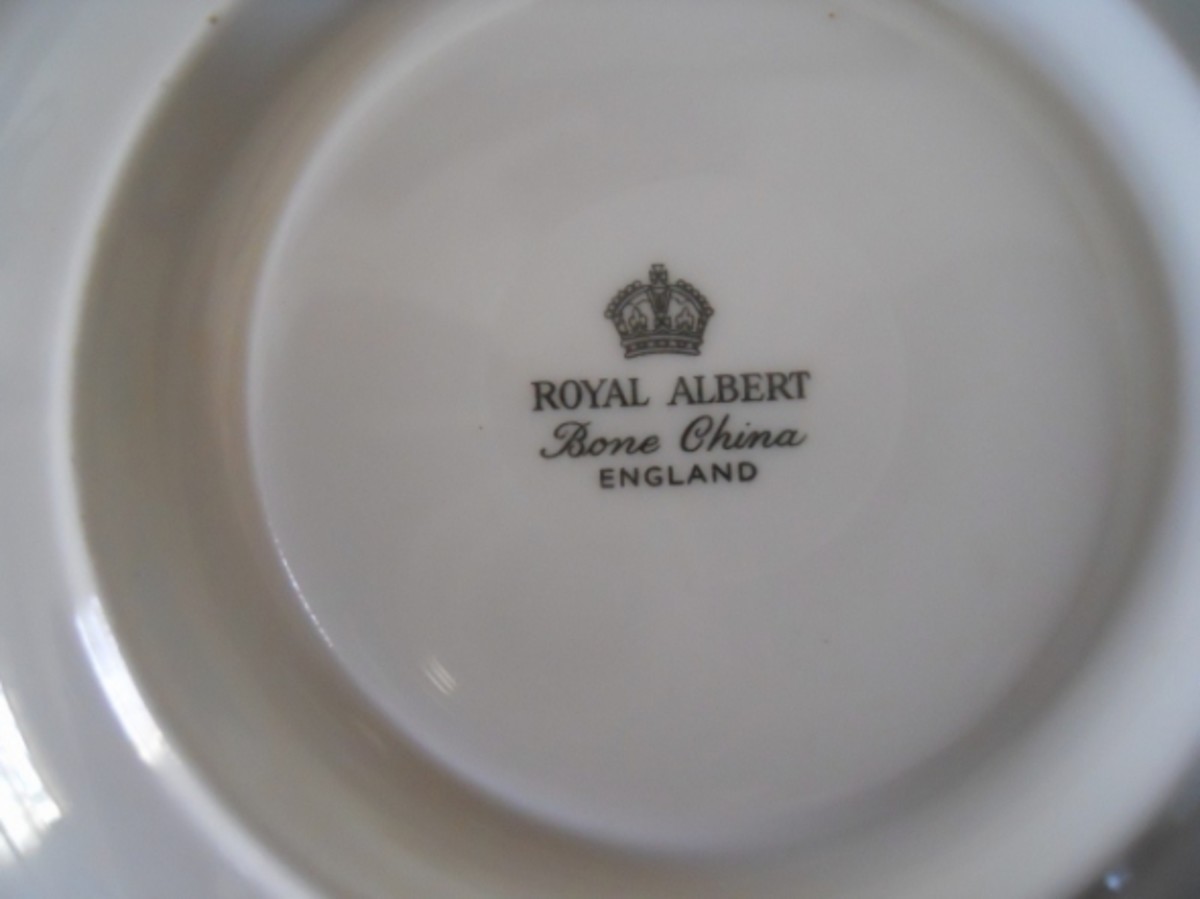 ROYAL ALBERT
Bone China
ENGLAND